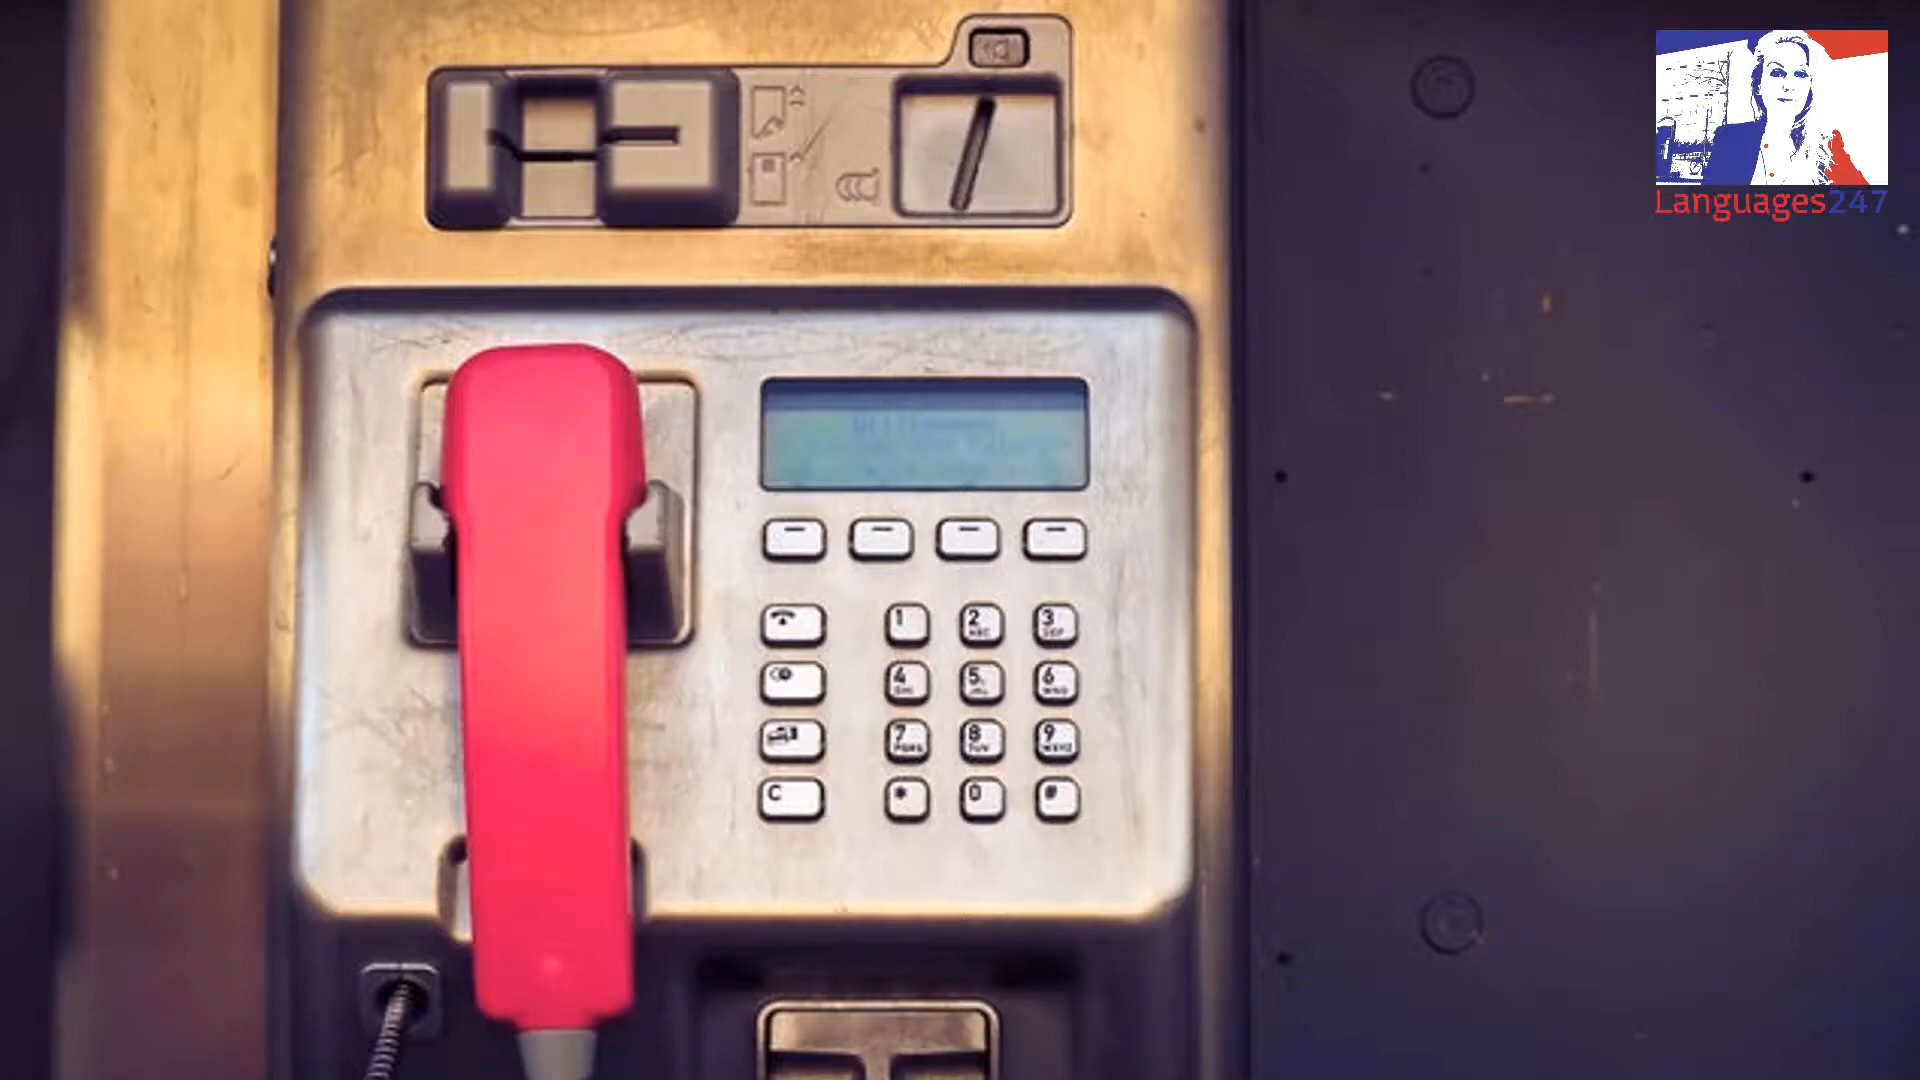 Languages247
1
2 ABC
3 DEF
4 GHI
5 JKL
6 MNO
7 PQRS
8 TUV
9 WXYZ
C
*
0
#